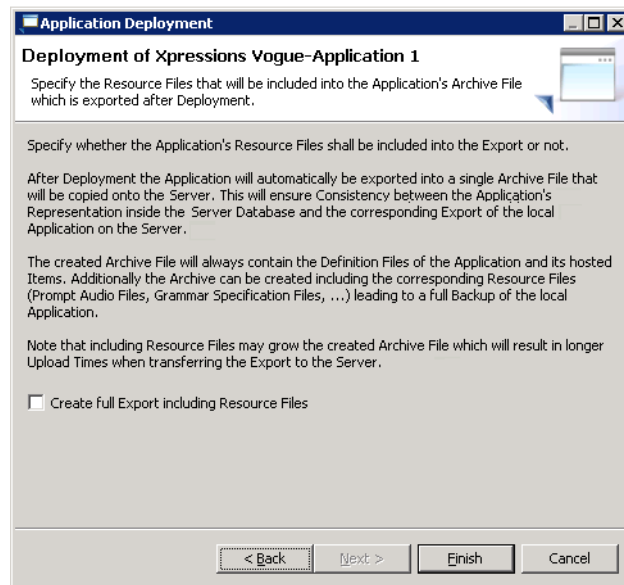 Application Deployment
Deployment of Xpressions Vogue-Application 1
Specify the Resource Files that will be included into the Application's Archive File
which is exported after Deployment.
Specify whether the Application's Resource Files shall be included into the Export or not.
After Deployment the Application will automatically be exported into a single Archive File that
will be copied onto the Server. This will ensure Consistency between the Application's
Representation inside the Server Database and the corresponding Export of the local
Application on the Server.
The created Archive File will always contain the Definition Files of the Application and its hosted
Items. Additionally the Archive can be created including the corresponding Resource Files
(Prompt Audio Files, Grammar Specification Files, ...) leading to a full Backup of the local
Application.
Note that including Resource Files may grow the created Archive File which will result in longer
Upload Times when transferring the Export to the Server.
Create full Export including Resource Files
< Back Next > Finish Cancel